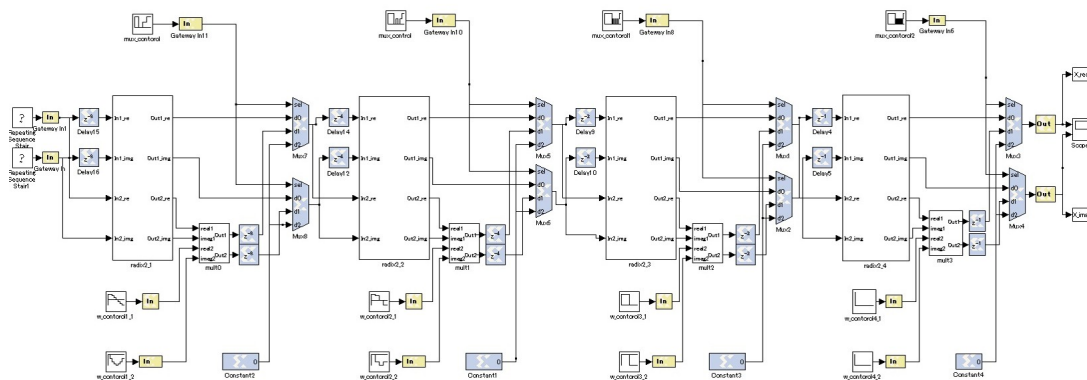 In
mux_contorol
Gateway In11
In
mux_control
Gateway In10
In
mux_contorol1
Gateway In8
In
mux_contorol2
Gateway In6
?
Repeating
Sequence
Stair
In
Gateway In1
Delay15
?
Repeating
Sequence
Stair1
In
Gateway In
Delay16
In1_re
In1_img
In2_re
In2_img
Out1_re
Out1_img
Out2_re
Out2_img
radix2_1
real1
imag1
real2
imag2
Out1
Out2
mult0
sel
d0
d1
d2
Mux7
sel
d0
d1
d2
Delay14
Delay12
In1_re
In1_img
In2_re
In2_img
Out1_re
Out1_img
Out2_re
Out2_img
radix2_2
real1
imag1
real2
imag2
Out1
Out2
mult1
sel
d0
d1
d2
Mux5
sel
d0
d1
d2
Delay9
Delay10
In1_re
In1_img
In2_re
In2_img
Out1_re
Out1_img
Out2_re
Out2_img
radix2_3
real1
imag1
real2
imag2
Out1
Out2
mult2
sel
d0
d1
d2
sel
d0
d1
d2
Mux2
Delay4
Delay5
In1_re
In1_img
In2_re
In2_img
Out1_re
Out1_img
Out2_re
Out2_img
radix2_4
real1
imag1
real2
imag2
Out1
Out2
mult3
sel
d0
d1
d2
Mux3
sel
d0
d1
d2
Mux4
Out
Out
Scope
In
w_contorol1_1
In
w_contorol1_2
0
Constant2
In
w_contorol2_1
In
w_contorol2_2
0
Constant1
In
w_contorol3_1
In
w_contorol3_2
0
Constant3
In
w_contorol4_1
In
w_contorol4_2
0
Constant4